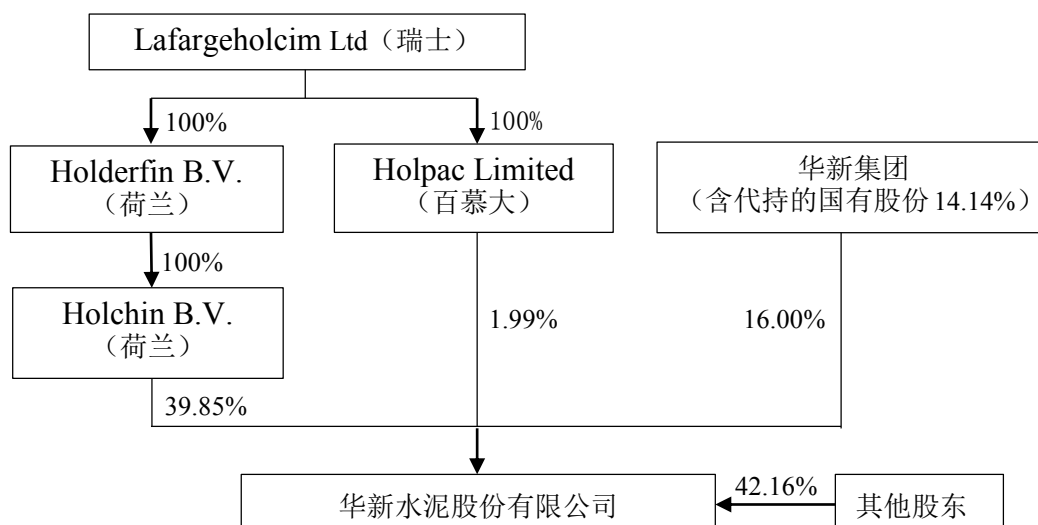 Lafargeholcim Ltd（瑞士）
100%
100%
Holderfin B.V.
（荷兰）
Holpac Limited
（百慕大）
华新集团
（含代持的国有股份 14.14%）
100%
Holchin B.V.
（荷兰）
1.99%
16.00%
39.85%
华新水泥股份有限公司
42.16%
其他股东